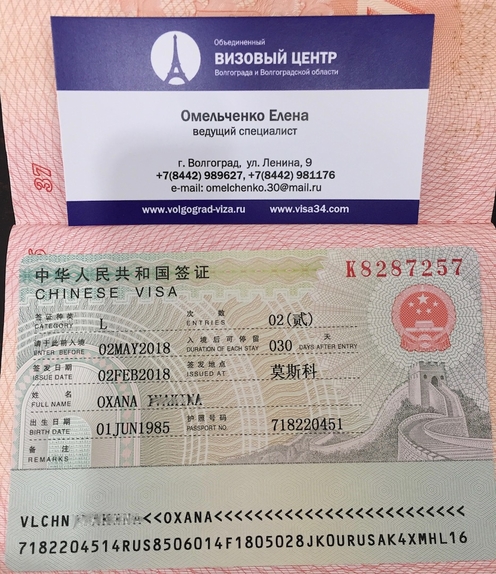 Объединенный
ВИЗОВЫЙ ЦЕНТР
Волгограда и Волгоградской области
Омельченко Елена
ведущий специалист
г. Волгоград, ул. Ленина, 9
+7(8442) 989627, +7(8442) 981176
e-mail: omelchenko.30@mail.ru
www.volgograd-viza.ru www.visa34.com
37
中华人民共和国签证 K8287257
CHINESE VISA
签证种类 次数
CATEGORY L ENTRIES 02(贰)
请于此前入境 入境后可停留 天
ENTER BEFORE 02MAY2018 DURATION OF EACH STAY 030 DAYS AFTER ENTRY
签发日期 签发地点
ISSUE DATE 02FEB2018 ISSUED AT 莫斯科
姓名
FULL NAME OXANA
出生日期 护照号码
BIRTH DATE 01JUN1985 PASSPORT NO. 718220451
备注
REMARKS
VLCHN <<OXANA<<<<<<<<<<<<<<<<<<<<<<<<
7182204514RUS8506014F1805028JKOURUSAK4XMHL16